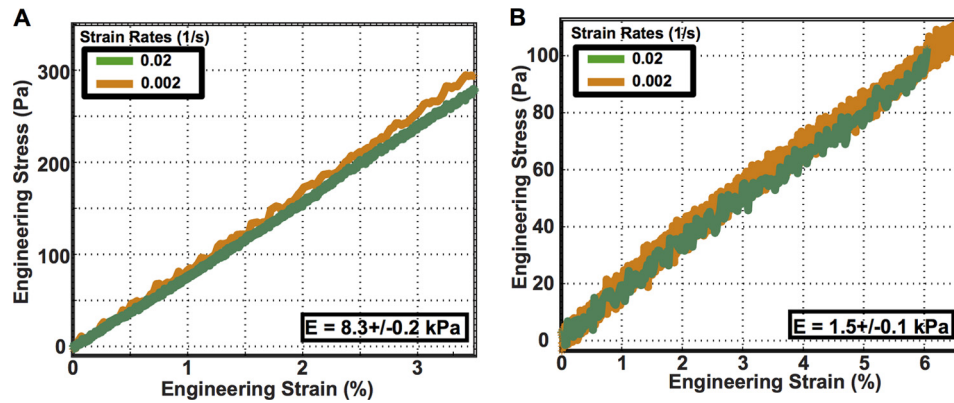 A
Strain Rates (1/s)
0.02
0.002
300
200
100
0
Engineering Stress (Pa)
0 1 2 3
Engineering Strain (%)
E = 8.3+/-0.2 kPa
B
Strain Rates (1/s)
0.02
0.002
100
80
60
40
20
0
Engineering Stress (Pa)
0 1 2 3 4 5 6
Engineering Strain (%)
E = 1.5+/-0.1 kPa